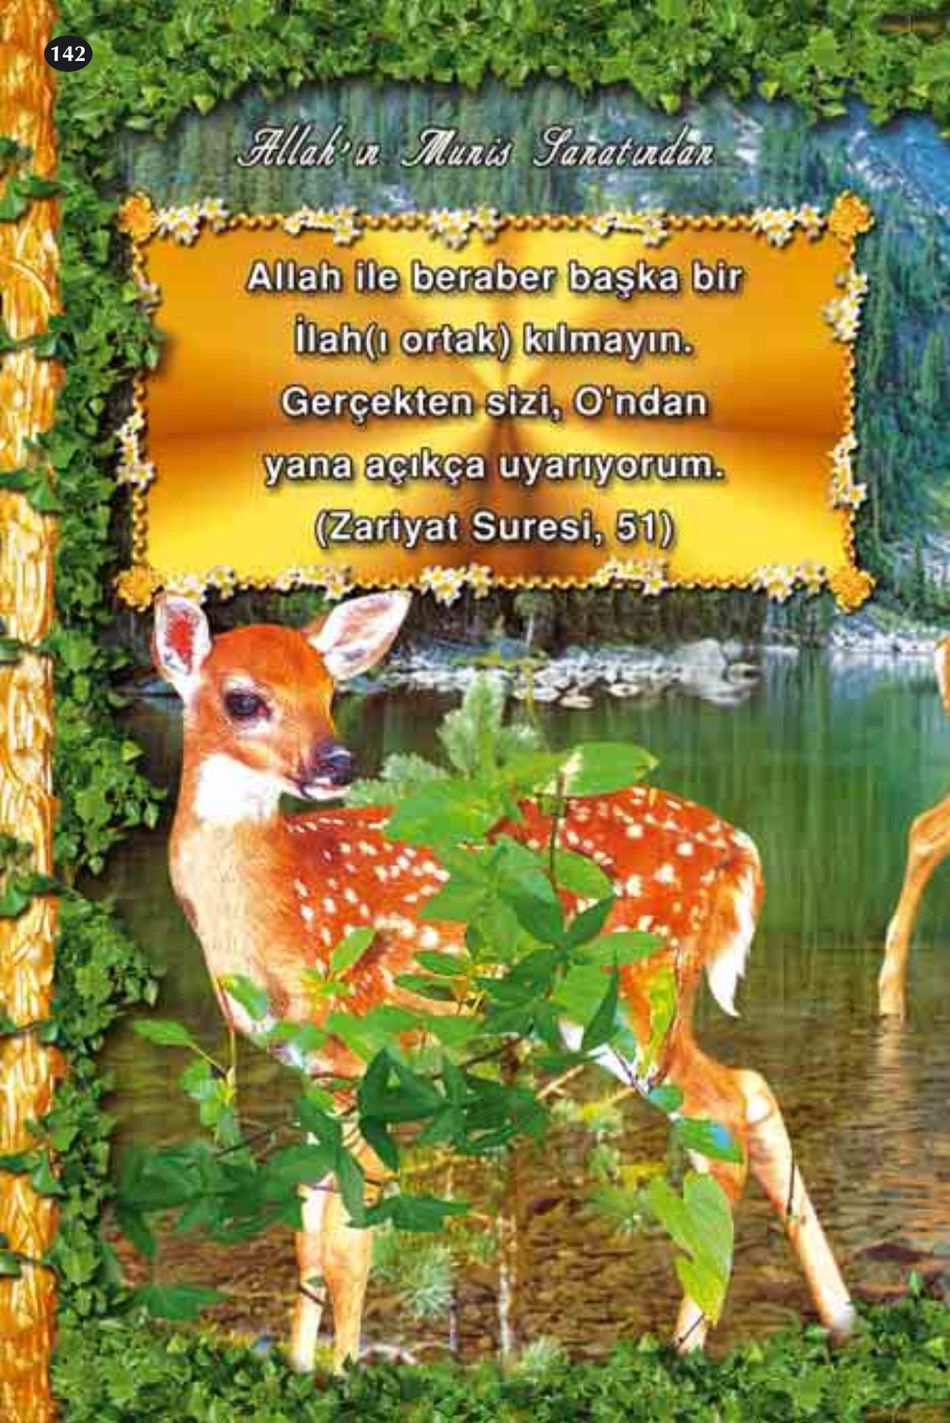 142
Allah'ın Munis Sanatından
Allah ile beraber başka bir
İlah(ı ortak) kılmayın.
Gerçekten sizi, O'ndan
yana açıkça uyarıyorum.
(Zariyat Suresi, 51)